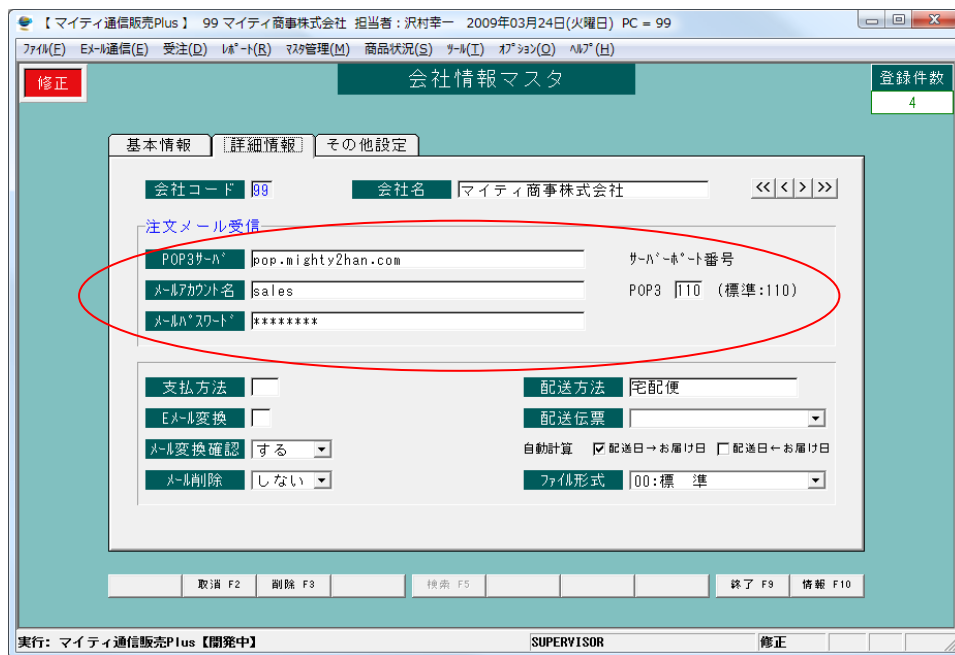 【 マイティ通信販売Plus 】 99 マイティ商事株式会社 担当者：沢村幸一 2009年03月24日(火曜日) PC = 99
ﾌｧｲﾙ(F) Eﾒｰﾙ通信(E) 受注(D) ﾚﾎﾟｰﾄ(R) ﾏｽﾀ管理(M) 商品状況(S) ﾂｰﾙ(T) ｵﾌﾟｼｮﾝ(O) ﾍﾙﾌﾟ(H)
修正 会社情報マスタ 登録件数
4
基本情報 詳細情報 その他設定
会社コード 99 会社名 マイティ商事株式会社 << < > >>
注文メール受信
POP3ｻｰﾊﾞ pop.mighty2han.com ｻｰﾊﾞｰﾎﾟｰﾄ番号
ﾒｰﾙアカウント名 sales POP3 110 (標準:110)
ﾒｰﾙﾊﾟｽワｰﾄﾞ ********
支払方法 配送方法 宅配便
Eﾒｰﾙ変換 配送伝票
ﾒｰﾙ変換確認 する 自動計算 配送日→お届け日 配送日←お届け日
ﾒｰﾙ削除 しない ﾌｧｲﾙ形式 00:標 準
取消 F2 削除 F3 検索 F5 終了 F9 情報 F10
実行: マイティ通信販売Plus【開発中】 SUPERVISOR 修正